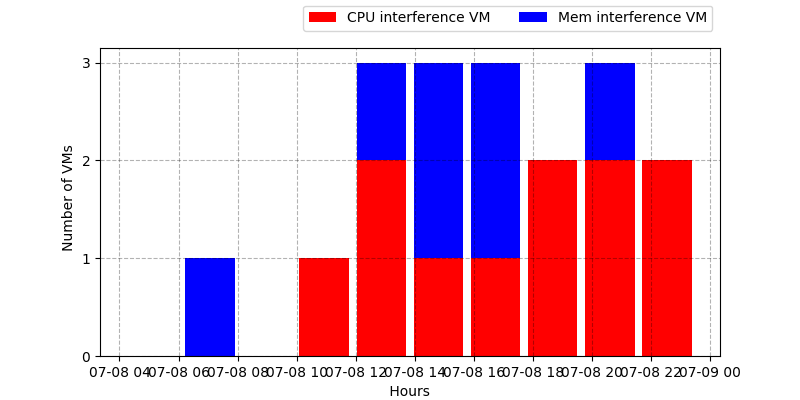 CPU interference VM Mem interference VM
3
2
1
0
Number of VMs
07-08 04 07-08 06 07-08 08 07-08 10 07-08 12 07-08 14 07-08 16 07-08 18 07-08 20 07-08 22 07-09 00
Hours